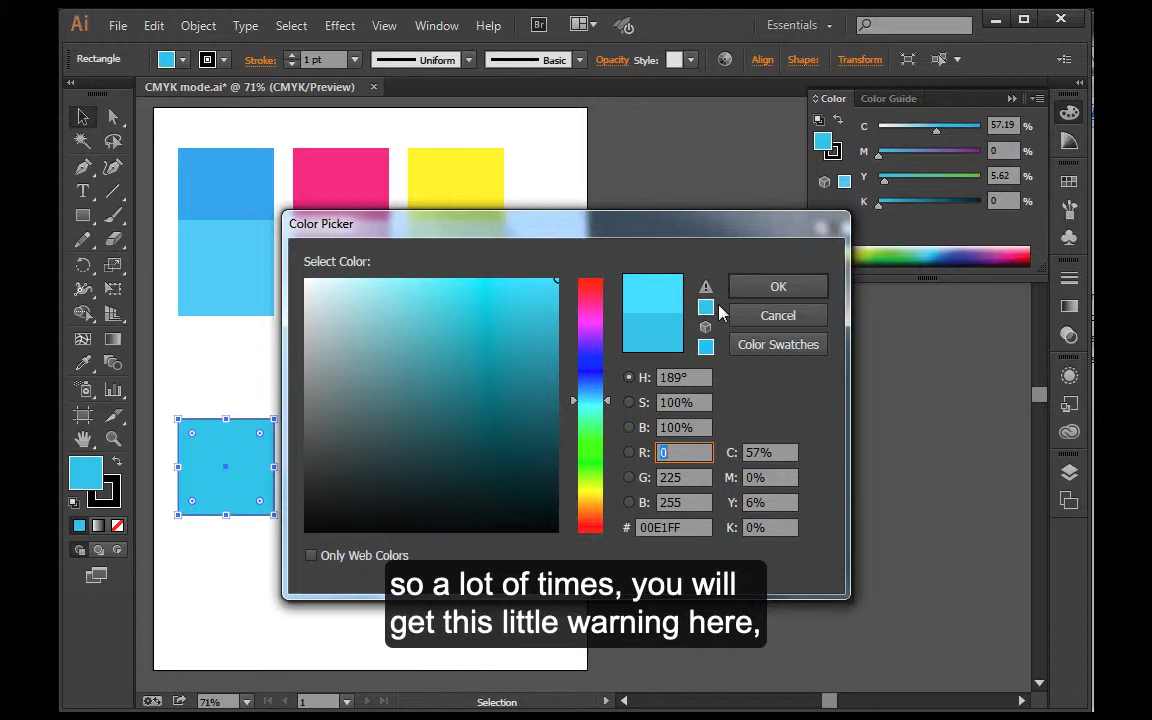 Ai File Edit Object Type Select Effect View Window Help Br Essentials
Rectangle Stroke: 1 pt Uniform Basic Opacity Style: Align Shape: Transform
CMYK mode.ai* @ 71% (CMYK/Preview) ×
Color Color Guide
C 57.19 %
M 0 %
Y 5.62 %
K 0 %
Color Picker
Select Color:
OK
Cancel
Color Swatches
H: 189°
S: 100%
B: 100%
R: 0 C: 57%
G: 225 M: 0%
B: 255 Y: 6%
# 00E1FF K: 0%
Only Web Colors
T
so a lot of times, you will
get this little warning here,
71% 1 Selection